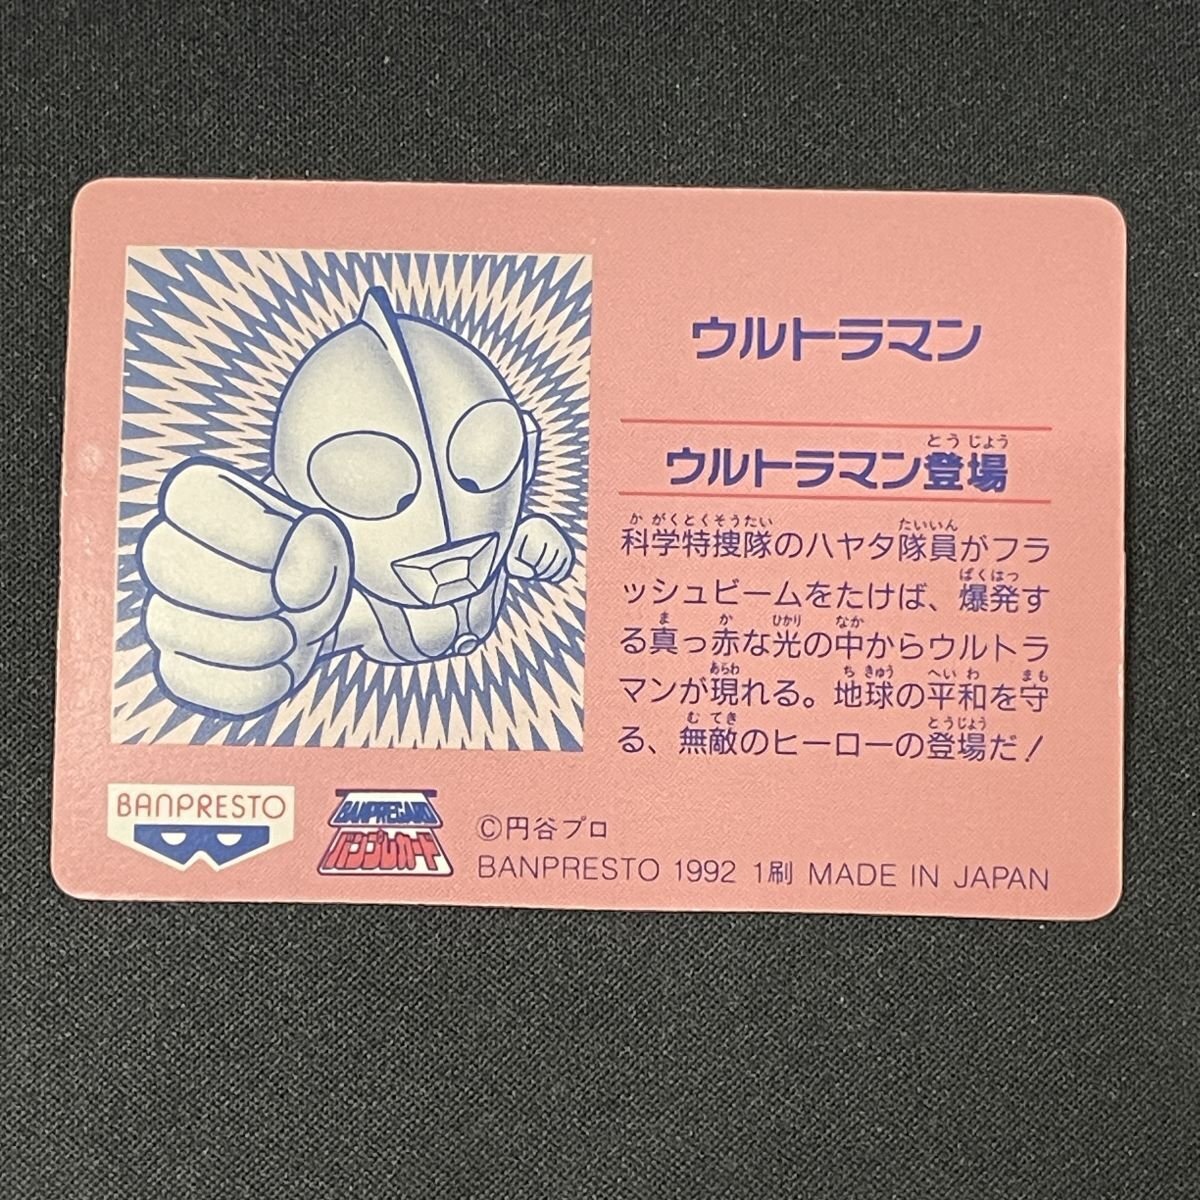 ウルトラマン
とうじょう
ウルトラマン登場
かがくとくそうたい たいいん
科学特捜隊のハヤタ隊員がフラ
ばくはつ
ッシュビームをたけば、爆発す
ま か ひかり なか
る真っ赤な光の中からウルトラ
あらわ ちきゅう へいわ まも
マンが現れる。地球の平和を守
むてき とうじょう
る、無敵のヒーローの登場だ!
BANPRESTO
BANPRECARD
バンプレカード
©円谷プロ
BANPRESTO 1992 1刷 MADE IN JAPAN